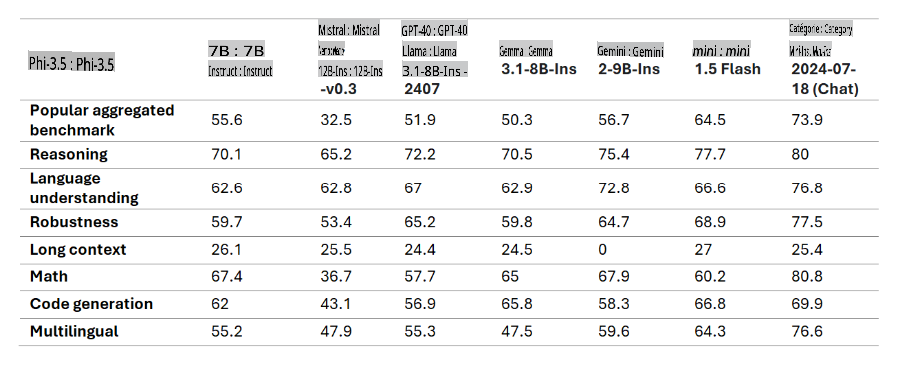 Phi-3.5 : Phi-3.5
7B : 7B
Instruct : Instruct
Mistral : Mistral
12B-Ins : 12B-Ins
-v0.3
GPT-40 : GPT-40
Llama : Llama
3.1-8B-Ins -
2407
Gemma Gemma
3.1-8B-Ins
Gemini : Gemini
2-9B-Ins
mini : mini
1.5 Flash
Catégorie : Category
2024-07-
18 (Chat)
Popular aggregated
benchmark
55.6 32.5 51.9 50.3 56.7 64.5 73.9
Reasoning 70.1 65.2 72.2 70.5 75.4 77.7 80
Language
understanding
62.6 62.8 67 62.9 72.8 66.6 76.8
Robustness 59.7 53.4 65.2 59.8 64.7 68.9 77.5
Long context 26.1 25.5 24.4 24.5 0 27 25.4
Math 67.4 36.7 57.7 65 67.9 60.2 80.8
Code generation 62 43.1 56.9 65.8 58.3 66.8 69.9
Multilingual 55.2 47.9 55.3 47.5 59.6 64.3 76.6